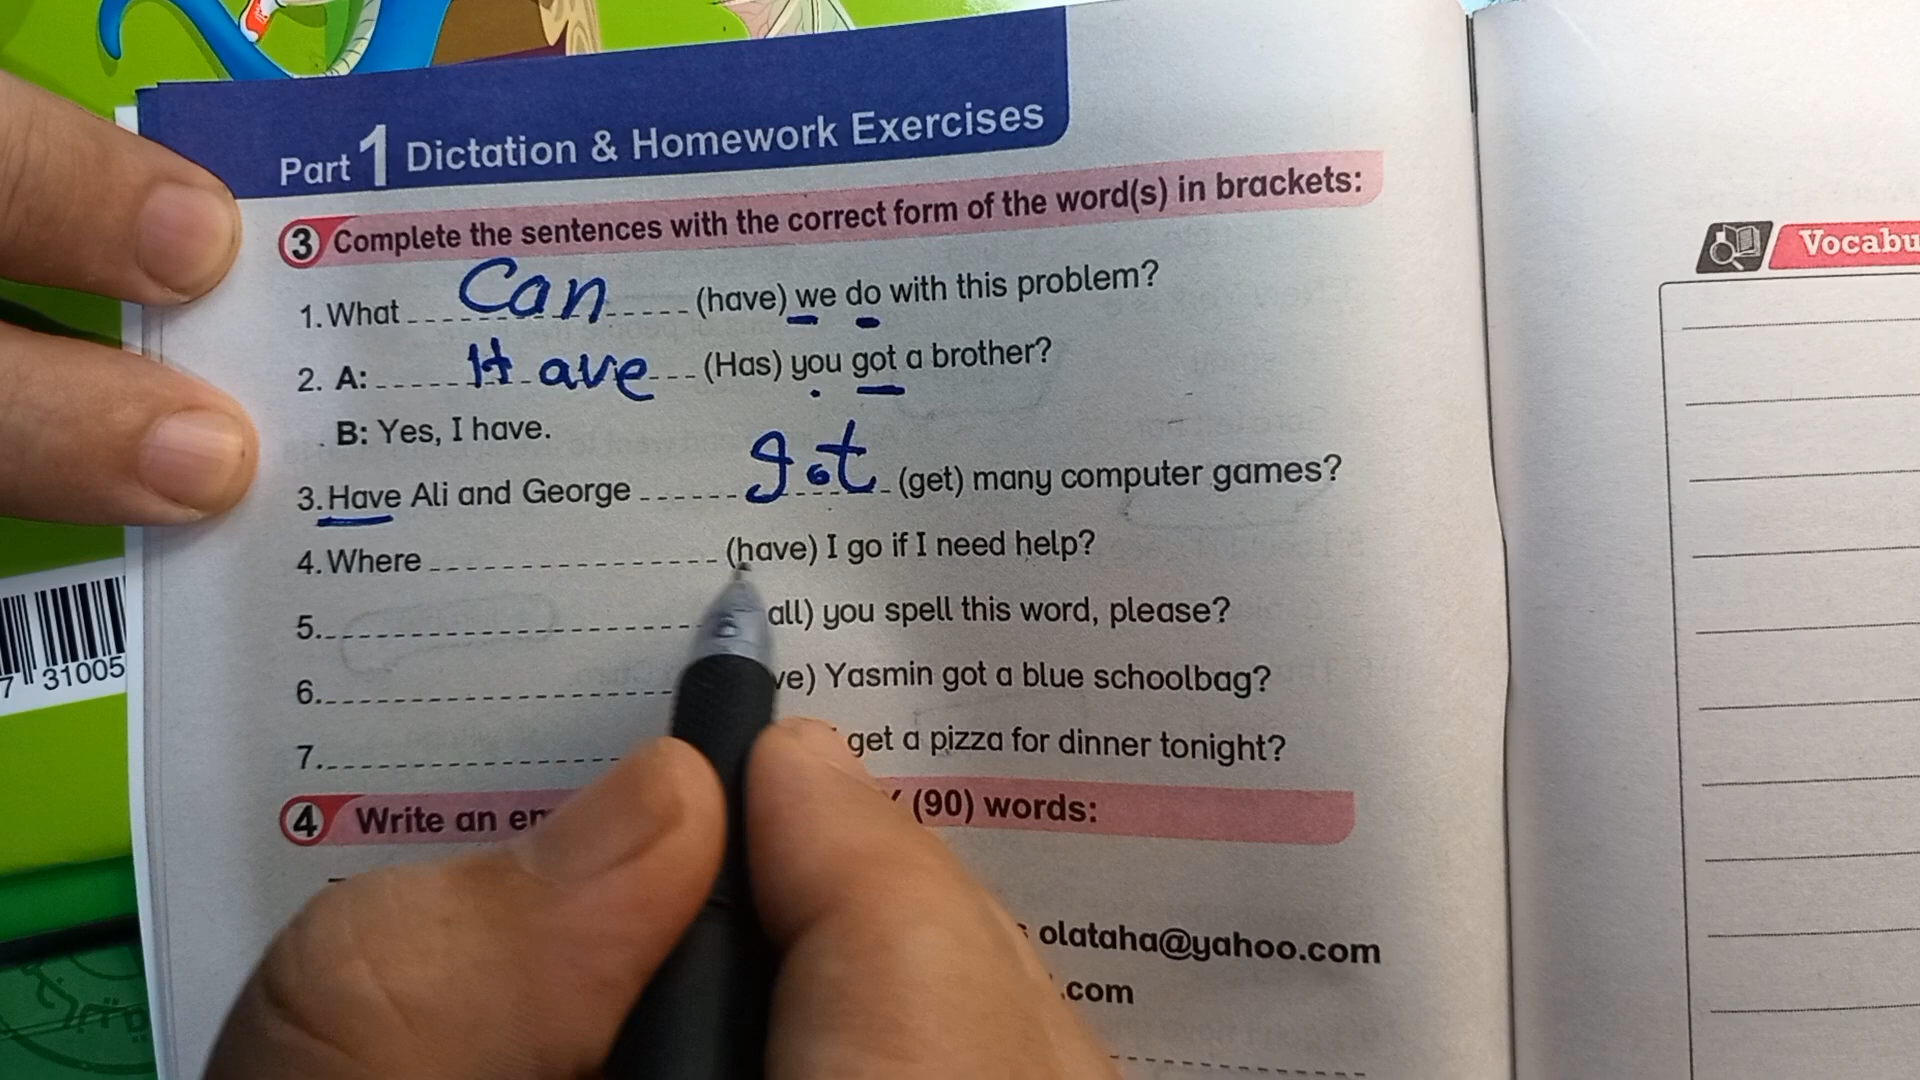 Part 1 Dictation & Homework Exercises
3 Complete the sentences with the correct form of the word(s) in brackets:
1. What Can (have) we do with this problem?
2. A: Have (Has) you got a brother?
B: Yes, I have.
3. Have Ali and George got (get) many computer games?
4. Where (have) I go if I need help?
5. all) you spell this word, please?
6. ve) Yasmin got a blue schoolbag?
7. get a pizza for dinner tonight?
4 Write an (90) words:
olataha@yahoo.com
.com
Vocabu
7 31005